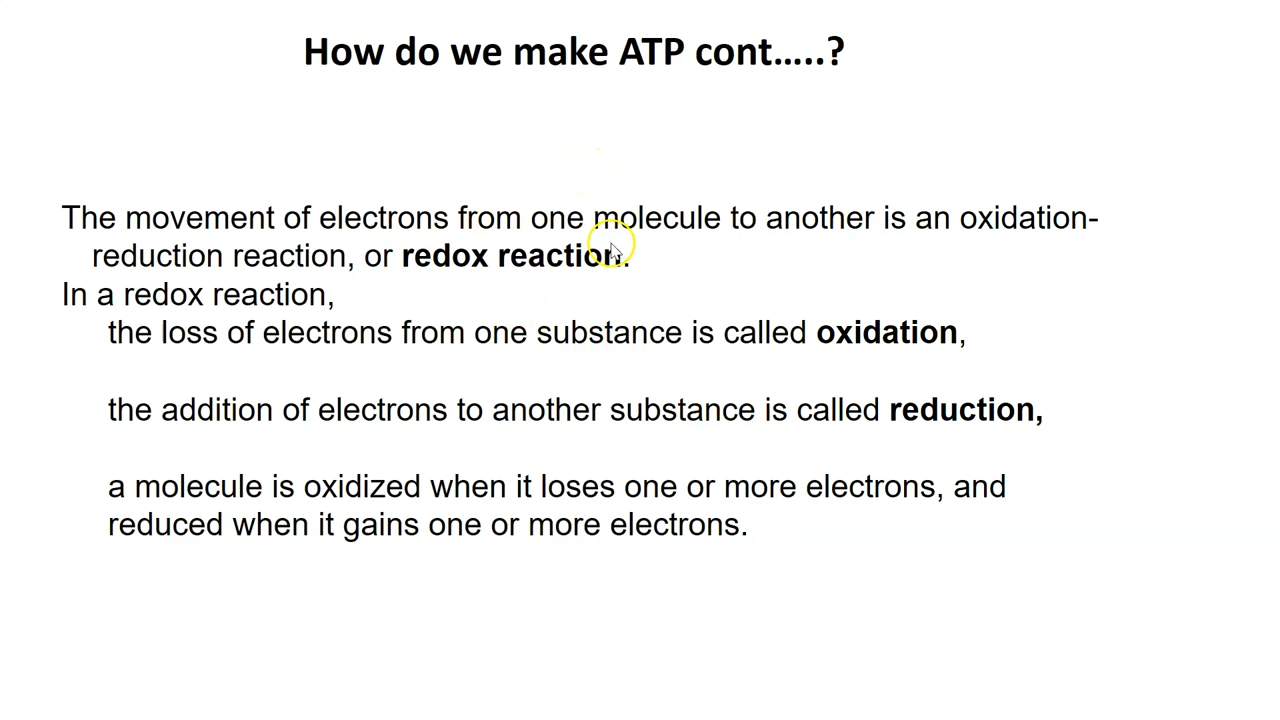 How do we make ATP cont…..?
The movement of electrons from one molecule to another is an oxidation-
reduction reaction, or redox reaction.
In a redox reaction,
the loss of electrons from one substance is called oxidation,
the addition of electrons to another substance is called reduction,
a molecule is oxidized when it loses one or more electrons, and
reduced when it gains one or more electrons.